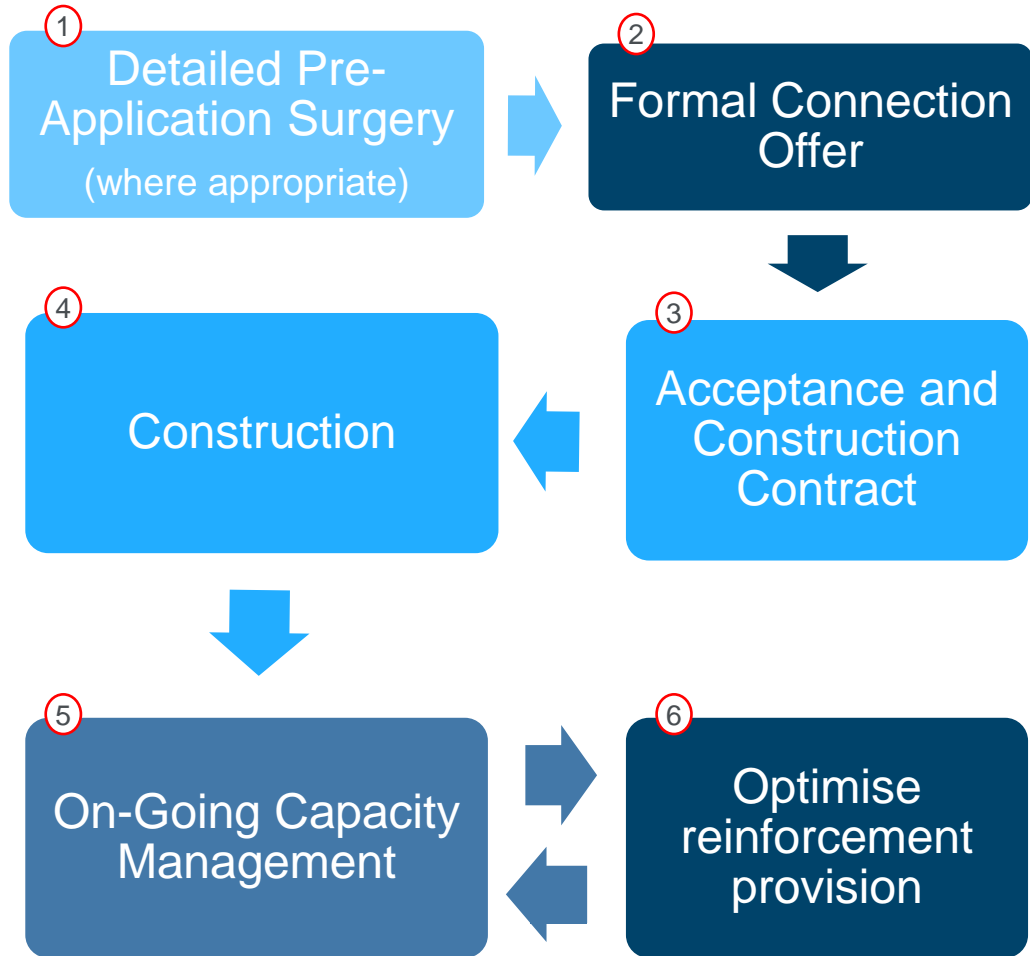 1
Detailed Pre-
Application Surgery
(where appropriate)
2
Formal Connection
Offer
3
Acceptance and
Construction
Contract
4
Construction
5
On-Going Capacity
Management
6
Optimise
reinforcement
provision